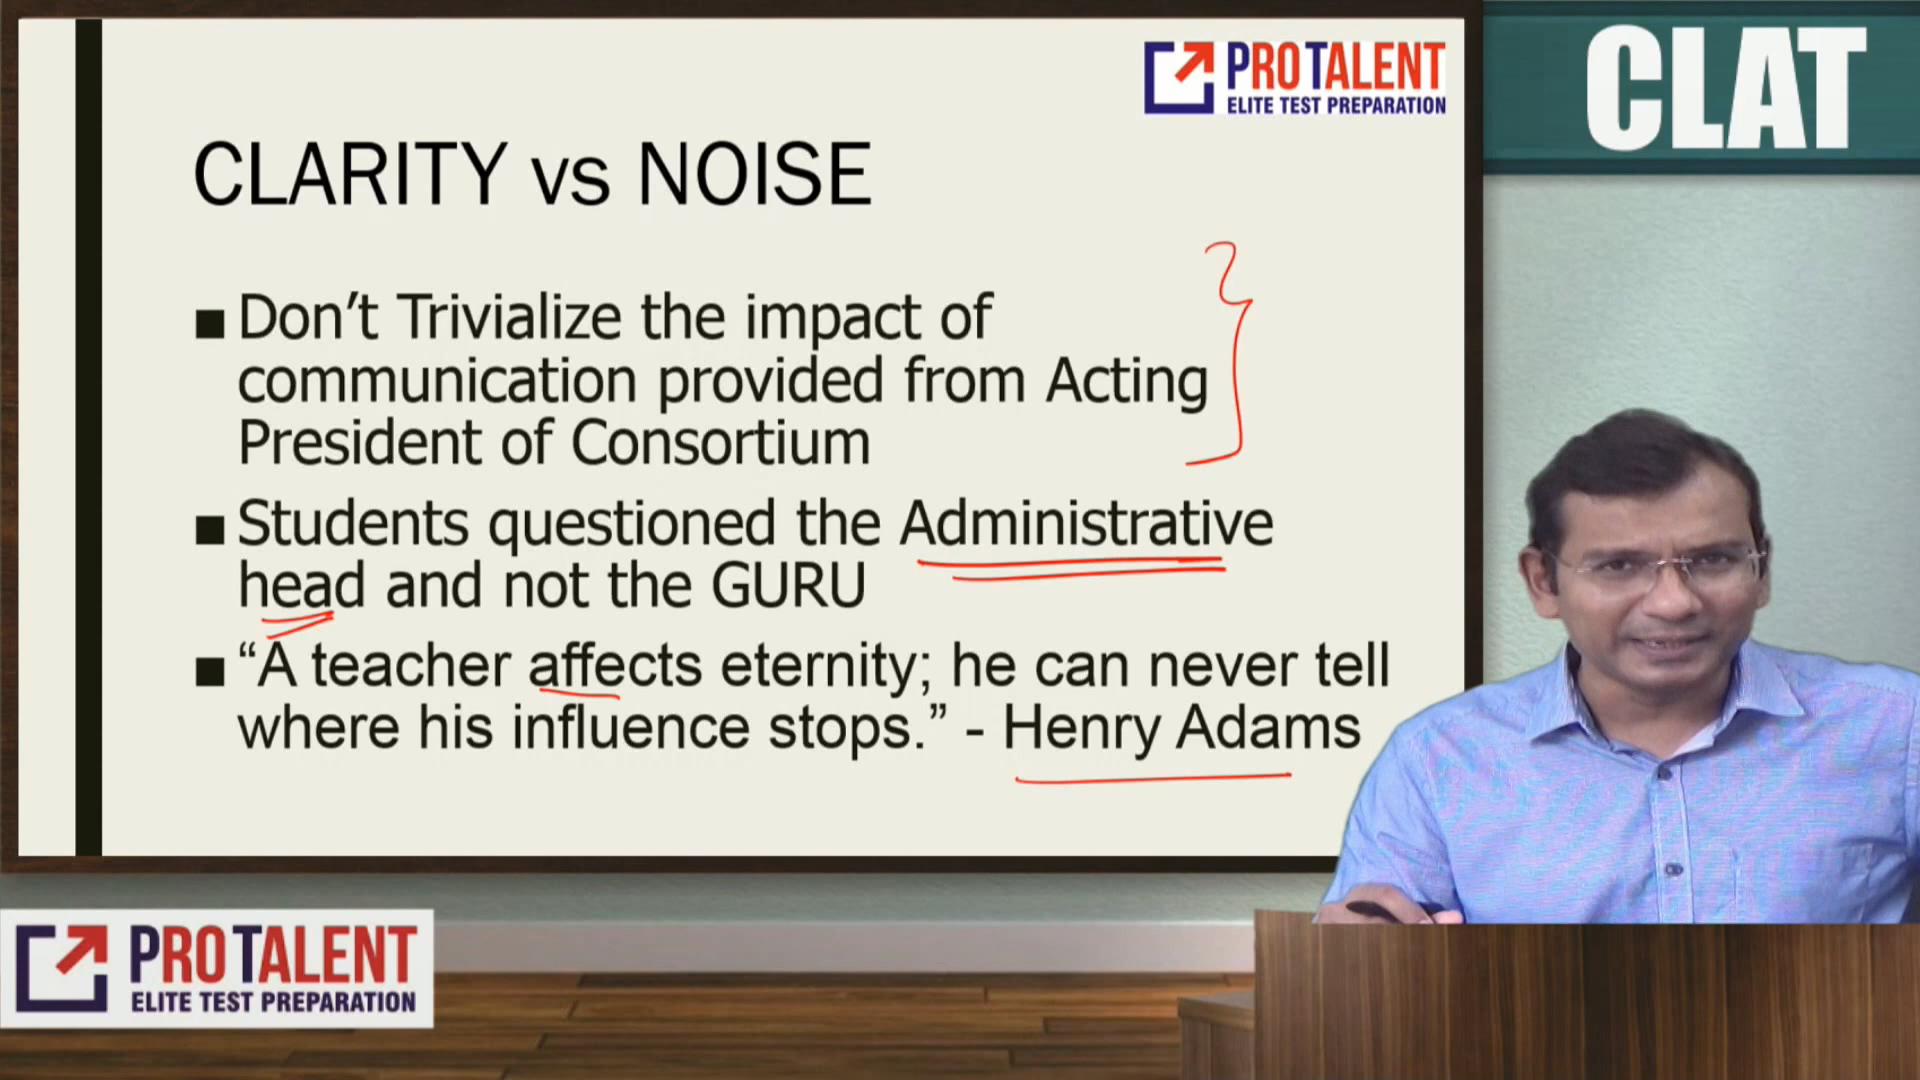 PROTALENT
ELITE TEST PREPARATION
CLAT
CLARITY vs NOISE
■ Don’t Trivialize the impact of
communication provided from Acting
President of Consortium
■ Students questioned the Administrative
head and not the GURU
■ “A teacher affects eternity; he can never tell
where his influence stops.” - Henry Adams
PROTALENT
ELITE TEST PREPARATION